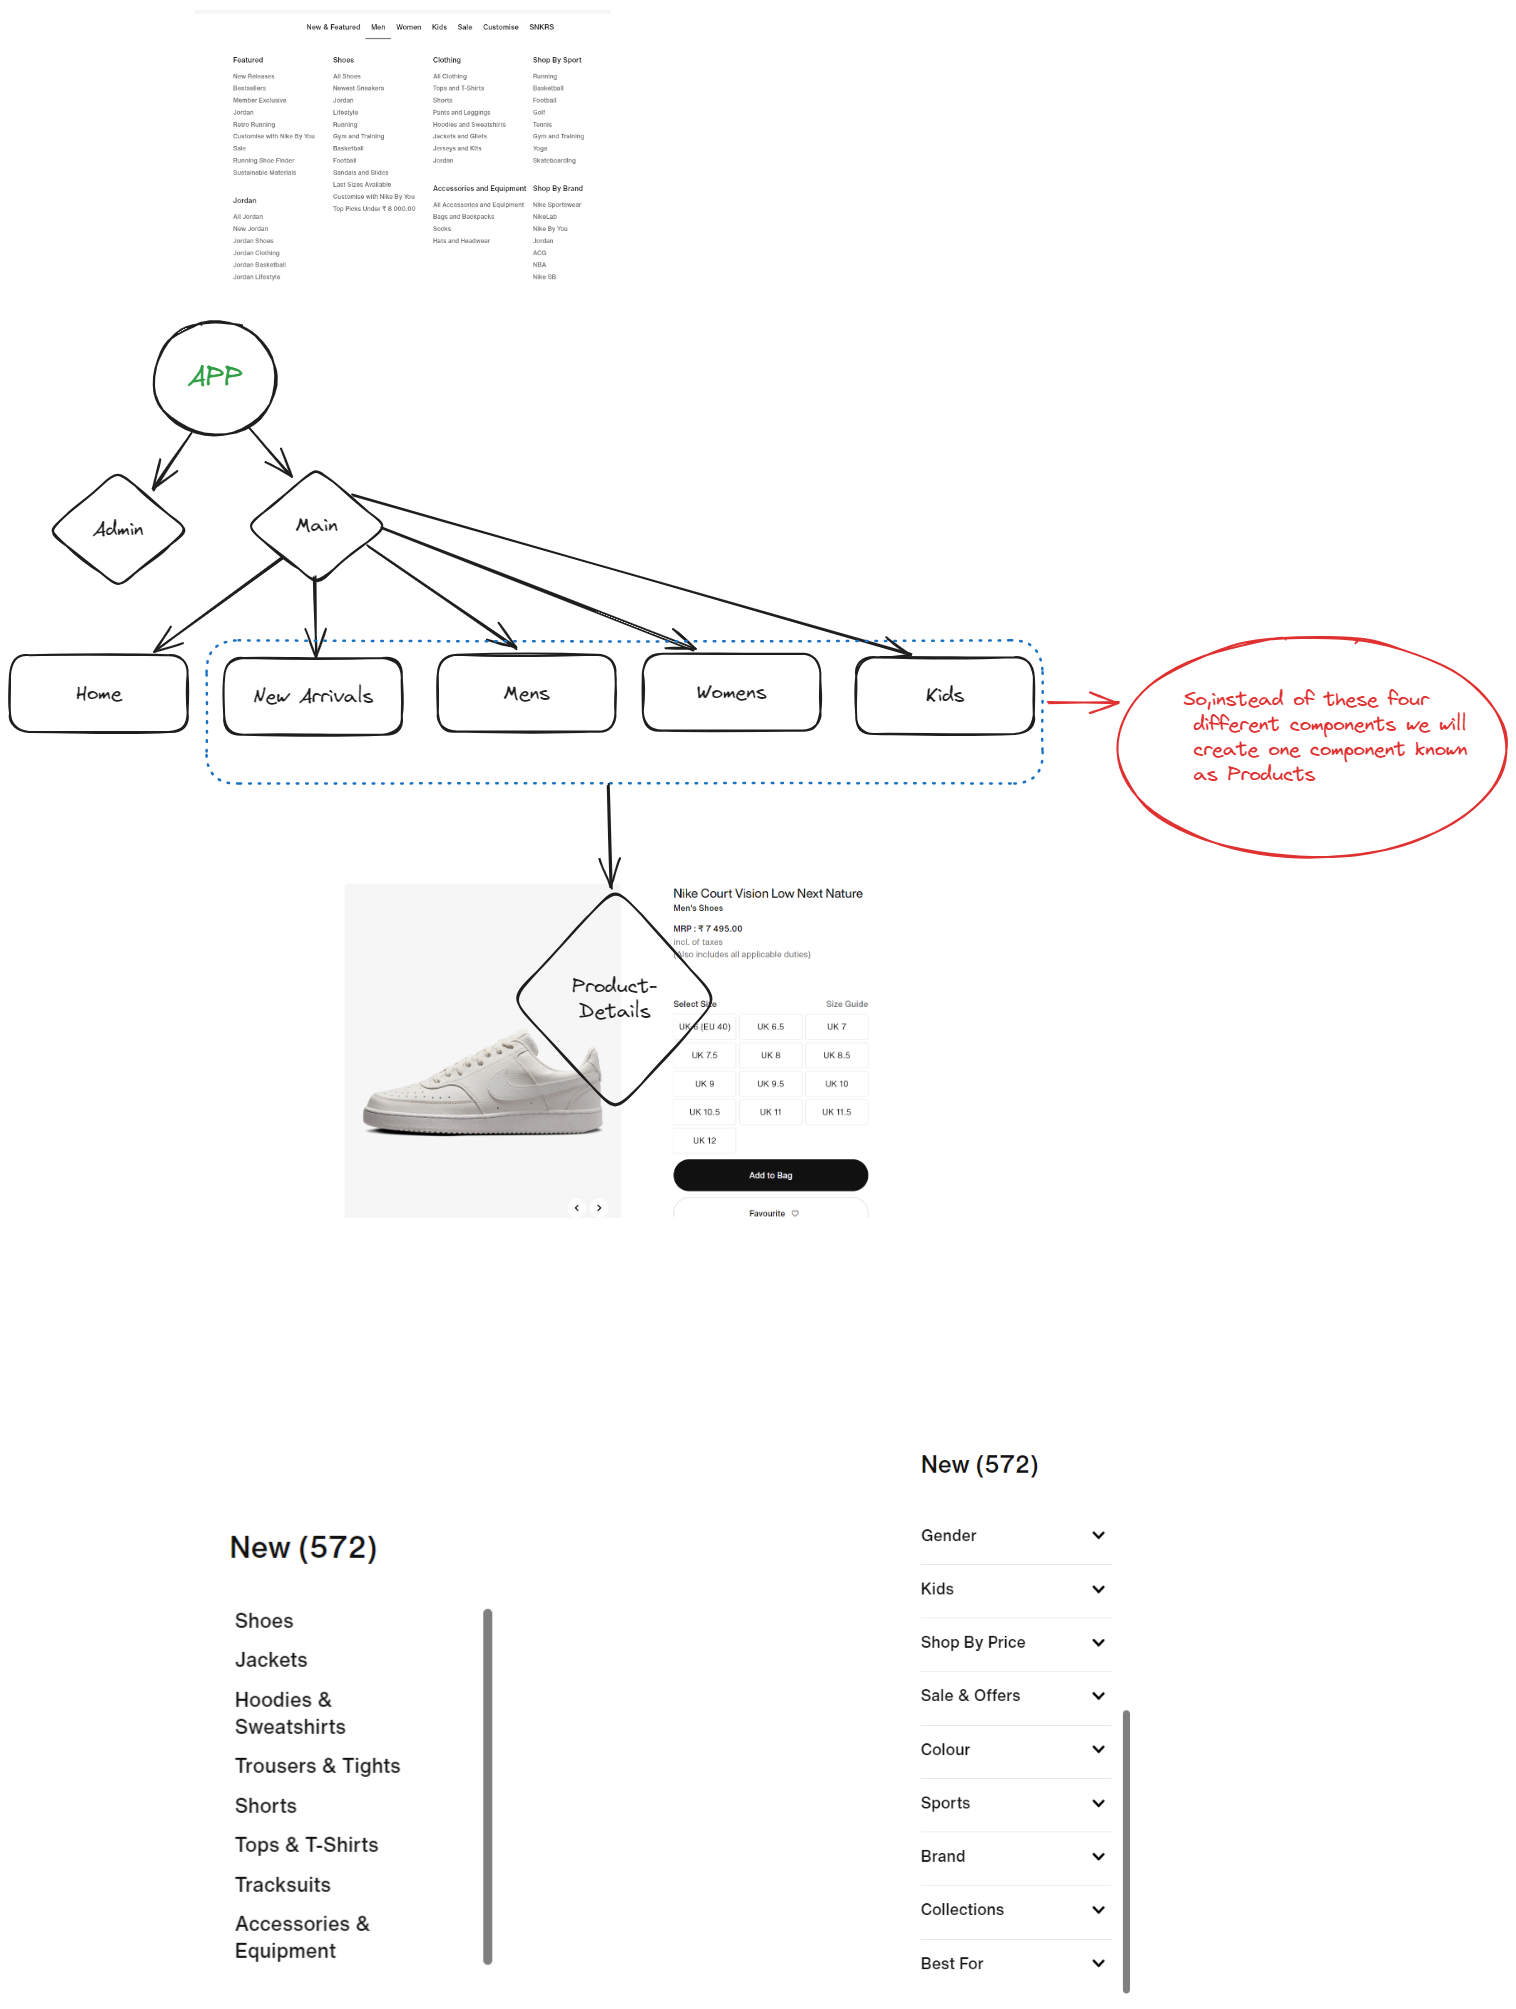 New & Featured Men Women Kids Sale Customise SNKRS
Featured
New Releases
Bestsellers
Member Exclusive
Jordan
Retro Running
Customise with Nike By You
Sale
Running Shoe Finder
Sustainable Materials
Jordan
All Jordan
New Jordan
Jordan Shoes
Jordan Clothing
Jordan Basketball
Jordan Lifestyle
Shoes
All Shoes
Newest Sneakers
Jordan
Lifestyle
Running
Gym and Training
Basketball
Football
Sandals and Slides
Last Sizes Available
Customise with Nike By You
Top Picks Under ₹ 8 000.00
Clothing
All Clothing
Tops and T-Shirts
Shorts
Pants and Leggings
Hoodies and Sweatshirts
Jackets and Gilets
Jerseys and Kits
Jordan
Accessories and Equipment
All Accessories and Equipment
Bags and Backpacks
Socks
Hats and Headwear
Shop By Sport
Running
Basketball
Football
Golf
Tennis
Gym and Training
Yoga
Skateboarding
Shop By Brand
Nike Sportswear
NikeLab
Nike By You
Jordan
ACG
NBA
Nike SB
APP
Admin
Main
Home
New Arrivals
Mens
Womens
Kids
So,instead of these four
different components we will
create one component known
as Products
Product-
Details
Nike Court Vision Low Next Nature
Men's Shoes
MRP : ₹ 7 495.00
incl. of taxes
(Also includes all applicable duties)
Select Size Size Guide
UK 6 (EU 40) UK 6.5 UK 7
UK 7.5 UK 8 UK 8.5
UK 9 UK 9.5 UK 10
UK 10.5 UK 11 UK 11.5
UK 12
Add to Bag
Favourite
New (572)
Shoes
Jackets
Hoodies &
Sweatshirts
Trousers & Tights
Shorts
Tops & T-Shirts
Tracksuits
Accessories &
Equipment
New (572)
Gender
Kids
Shop By Price
Sale & Offers
Colour
Sports
Brand
Collections
Best For